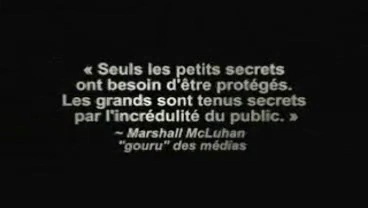 « Seuls les petits secrets
ont besoin d'être protégés.
Les grands sont tenus secrets
par l'incrédulité du public. »
~ Marshall McLuhan
"gouru" des médias